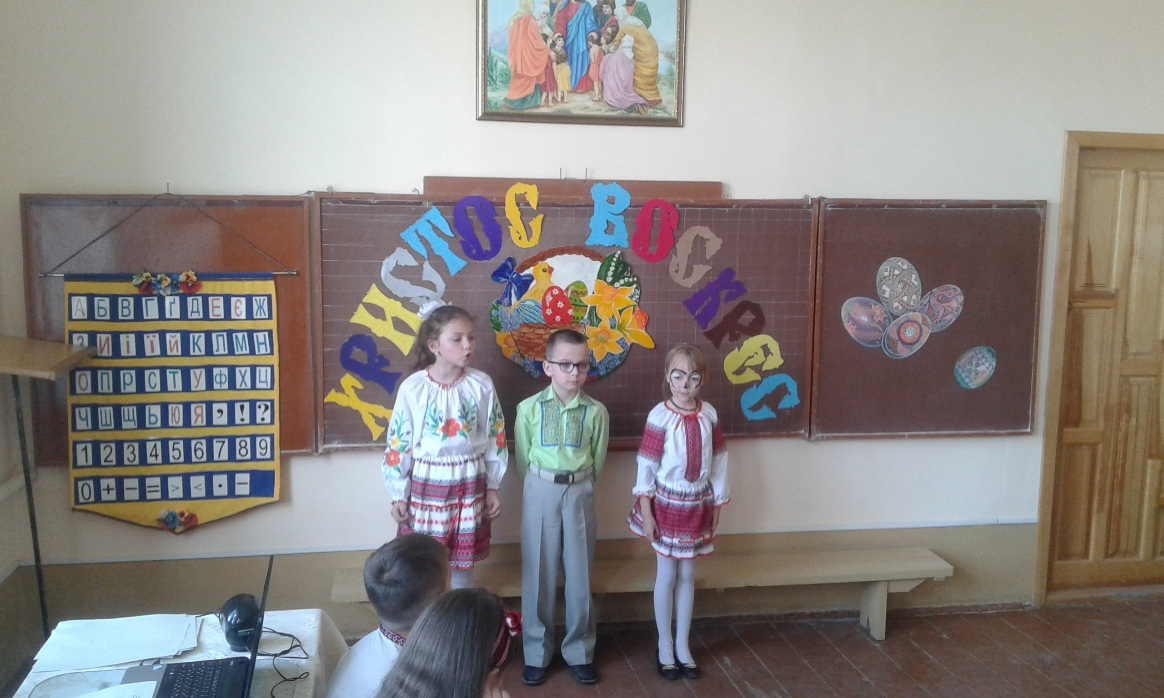 ХРИСТОС ВОСКРЕС
А Б В Г Ґ Д Е Є Ж
З И І Ї Й К Л М Н
О П Р С Т У Ф Х Ц
Ч Ш Щ Ь Ю Я , ! ?
1 2 3 4 5 6 7 8 9
0 + − = > < • −